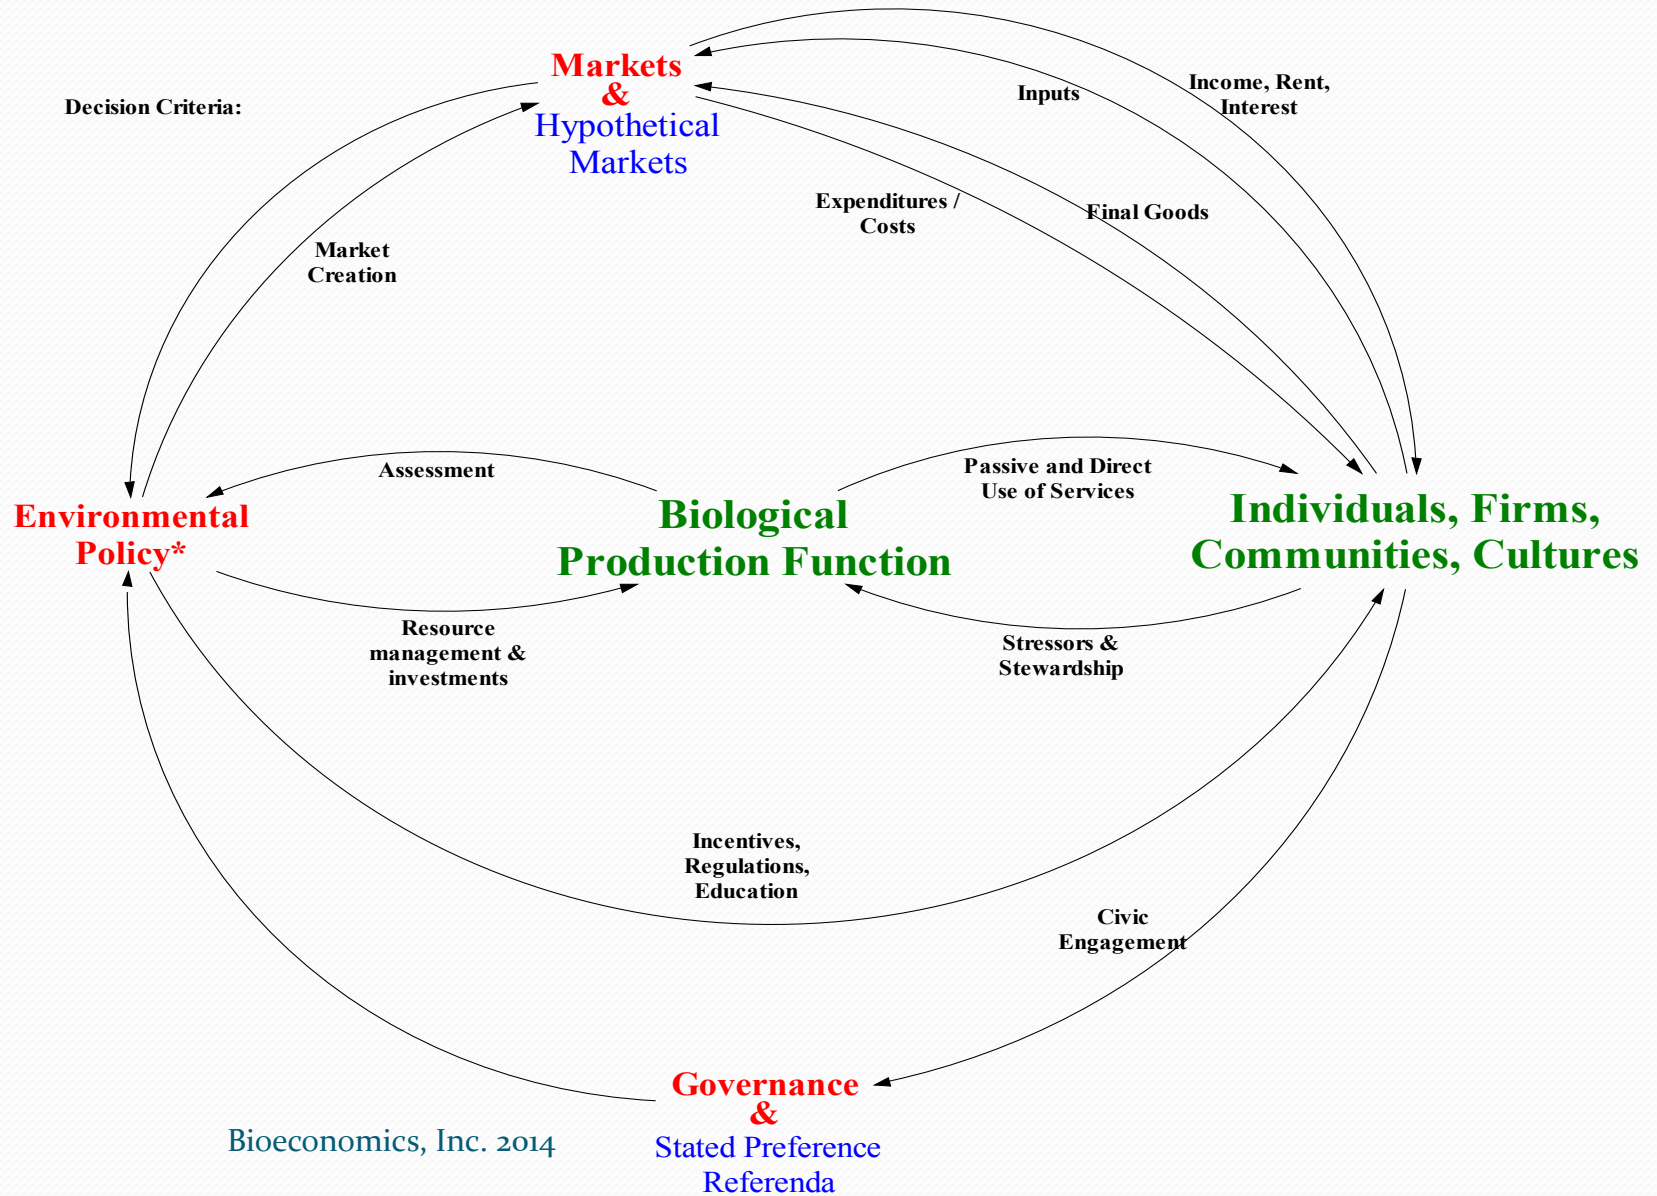 Markets
&
Hypothetical
Markets
Decision Criteria:
Inputs
Income, Rent,
Interest
Expenditures /
Costs
Final Goods
Market
Creation
Assessment
Passive and Direct
Use of Services
Environmental
Policy*
Biological
Production Function
Individuals, Firms,
Communities, Cultures
Resource
management &
investments
Stressors &
Stewardship
Incentives,
Regulations,
Education
Civic
Engagement
Governance
&
Stated Preference
Referenda
Bioeconomics, Inc. 2014